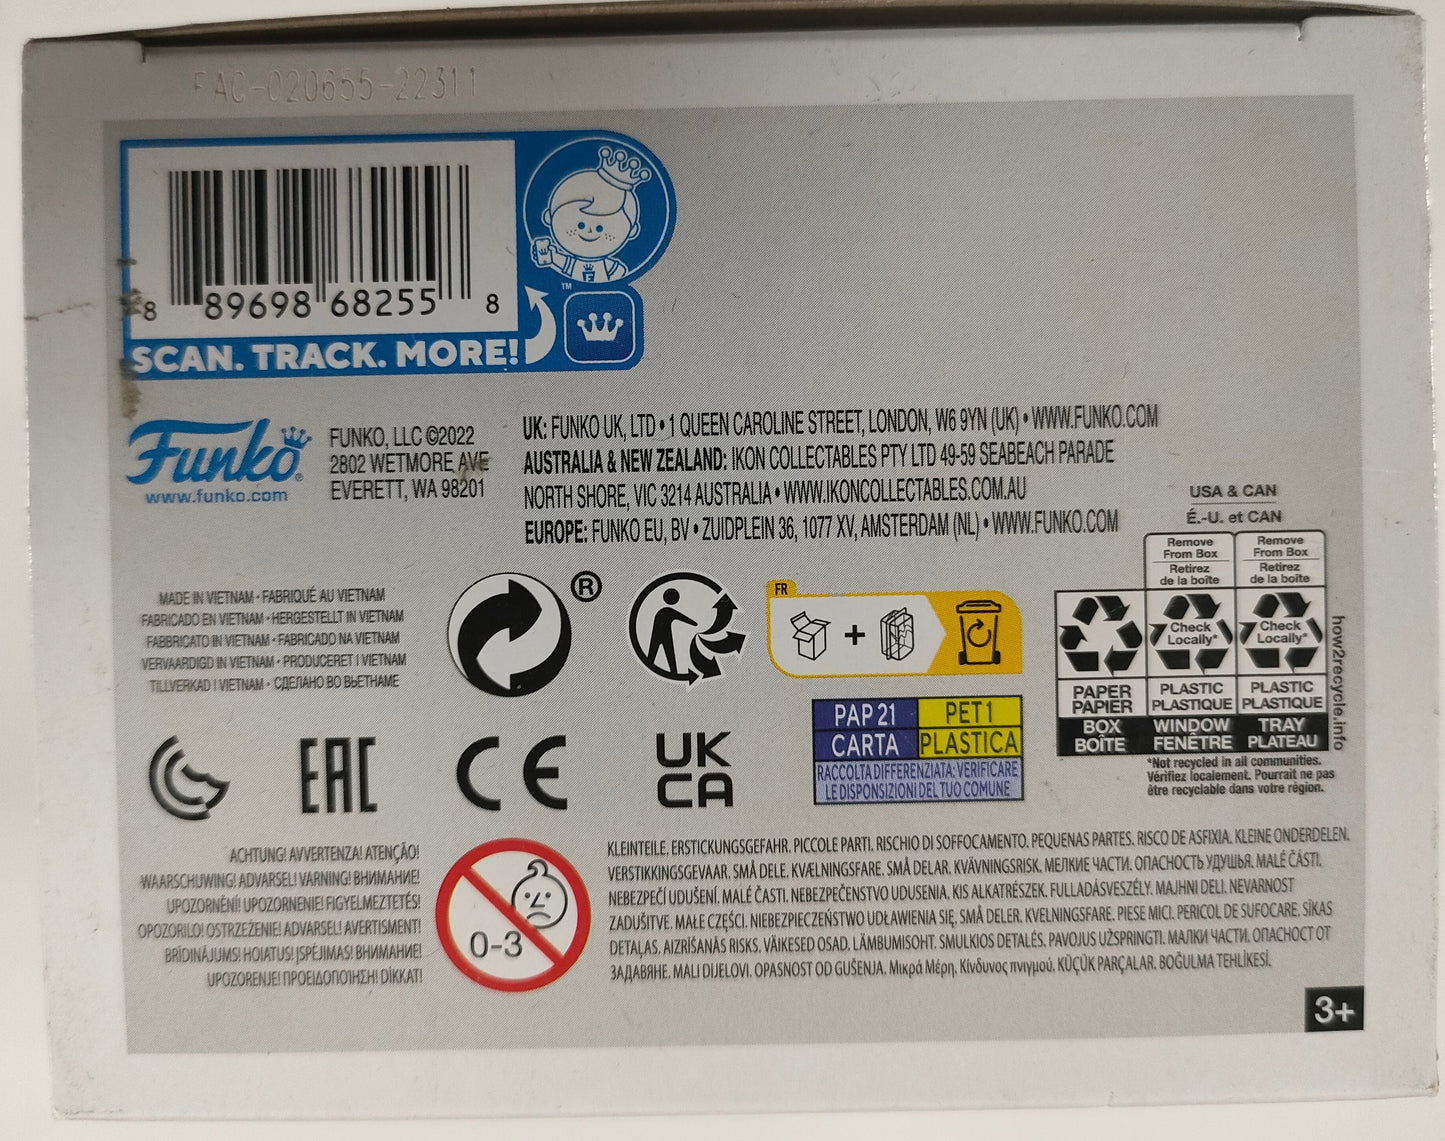 FAC-020655-22311
8 89698 68255 8
SCAN. TRACK. MORE!
™
Funko®
www.funko.com
FUNKO, LLC ©2022
2802 WETMORE AVE
EVERETT, WA 98201
UK: FUNKO UK, LTD • 1 QUEEN CAROLINE STREET, LONDON, W6 9YN (UK) • WWW.FUNKO.COM
AUSTRALIA & NEW ZEALAND: IKON COLLECTABLES PTY LTD 49-59 SEABEACH PARADE
NORTH SHORE, VIC 3214 AUSTRALIA • WWW.IKONCOLLECTABLES.COM.AU
EUROPE: FUNKO EU, BV • ZUIDPLEIN 36, 1077 XV, AMSTERDAM (NL) • WWW.FUNKO.COM
USA & CAN
É.-U. et CAN
Remove
From Box
Retirez
de la boîte
Remove
From Box
Retirez
de la boîte
Check
Locally*
Check
Locally*
PAPER
PAPIER
PLASTIC
PLASTIQUE
PLASTIC
PLASTIQUE
BOX
BOÎTE
WINDOW
FENÊTRE
TRAY
PLATEAU
how2recycle.info
*Not recycled in all communities.
Vérifiez localement. Pourrait ne pas
être recyclable dans votre région.
MADE IN VIETNAM • FABRIQUÉ AU VIETNAM
FABRICADO EN VIETNAM • HERGESTELLT IN VIETNAM
FABBRICATO IN VIETNAM • FABRICADO NA VIETNAM
VERVAARDIGD IN VIETNAM • PRODUCERET I VIETNAM
TILLVERKAD I VIETNAM • СДЕЛАНО ВО ВЬЕТНАМЕ
®
FR
+
PAP 21
PET 1
CARTA
PLASTICA
RACCOLTA DIFFERENZIATA: VERIFICARE
LE DISPONSIZIONI DEL TUO COMUNE
EAC
CE
UK
CA
ACHTUNG! AVVERTENZA! ATENÇÃO!
WAARSCHUWING! ADVARSEL! VARNING! ВНИМАНИЕ!
UPOZORNĚNÍ! UPOZORNENIE! FIGYELMEZTETÉS!
OPOZORILO! OSTRZEŻENIE! ADVARSEL! AVERTISMENT!
BRĪDINĀJUMS! HOIATUS! ĮSPĖJIMAS! ВНИМАНИЕ!
UPOZORENJE! ΠΡΟΕΙΔΟΠΟΙΗΣΗ! DİKKAT!
0-3
KLEINTEILE. ERSTICKUNGSGEFAHR. PICCOLE PARTI. RISCHIO DI SOFFOCAMENTO. PEQUENAS PARTES. RISCO DE ASFIXIA. KLEINE ONDERDELEN.
VERSTIKKINGSGEVAAR. SMÅ DELE. KVÆLNINGSFARE. SMÅ DELAR. KVÄVNINGSRISK. МЕЛКИЕ ЧАСТИ. ОПАСНОСТЬ УДУШЬЯ. MALÉ ČÁSTI.
NEBEZPEČÍ UDUŠENÍ. MALÉ ČASTI. NEBEZPEČENSTVO UDUSENIA. KIS ALKATRÉSZEK. FULLADÁSVESZÉLY. MAJHNI DELI. NEVARNOST
ZADUŠITVE. MAŁE CZĘŚCI. NIEBEZPIECZEŃSTWO UDŁAWIENIA SIĘ. SMÅ DELER. KVELNINGSFARE. PIESE MICI. PERICOL DE SUFOCARE. SĪKAS
DETAĻAS. AIZRĪŠANĀS RISKS. VÄIKESED OSAD. LÄMBUMISOHT. SMULKIOS DETALĖS. PAVOJUS UŽSPRINGTI. МАЛКИ ЧАСТИ. ОПАСНОСТ ОТ
ЗАДАВЯНЕ. MALI DIJELOVI. OPASNOST OD GUŠENJA. Μικρά Μέρη. Κίνδυνος πνιγμού. KÜÇÜK PARÇALAR. BOĞULMA TEHLİKESİ.
3+